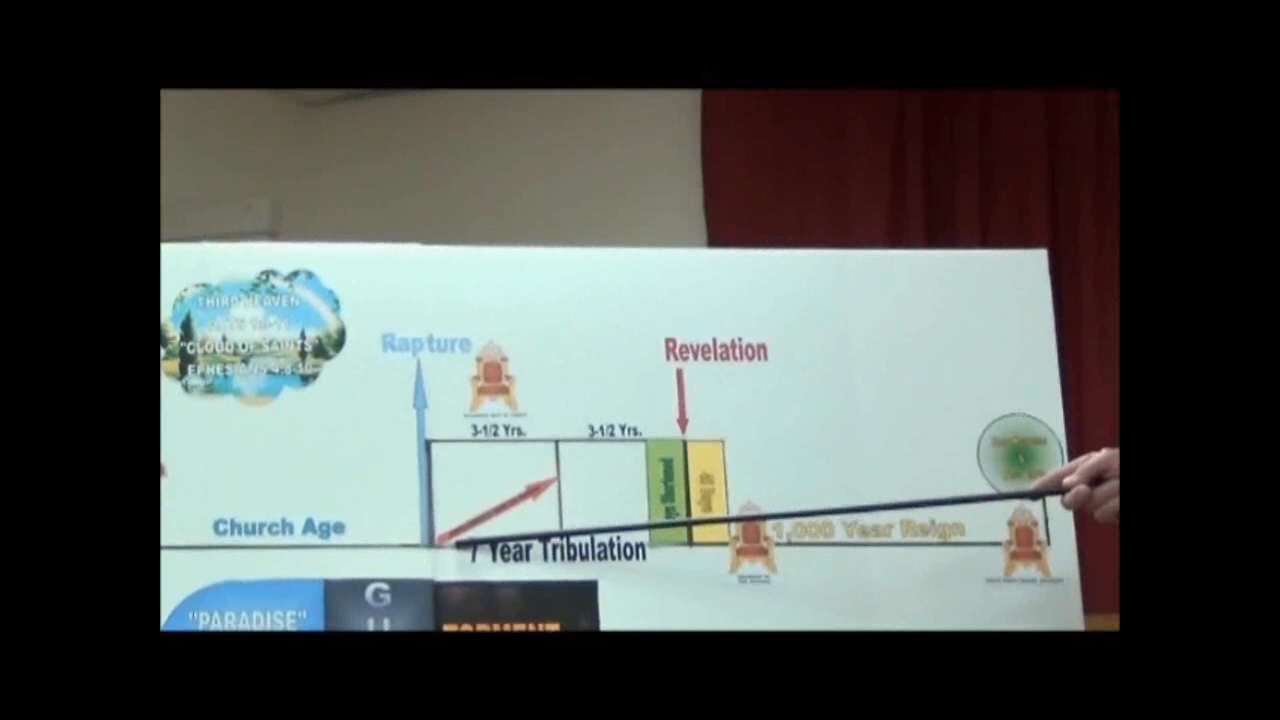 THIRD HEAVEN
"CLOUD OF SAINTS"
EPHESIANS 4:8-10
Rapture
Revelation
3-1/2 Yrs.
3-1/2 Yrs.
Church Age
7 Year Tribulation
1,000 Year Reign
"PARADISE"
G
U
TORMENT